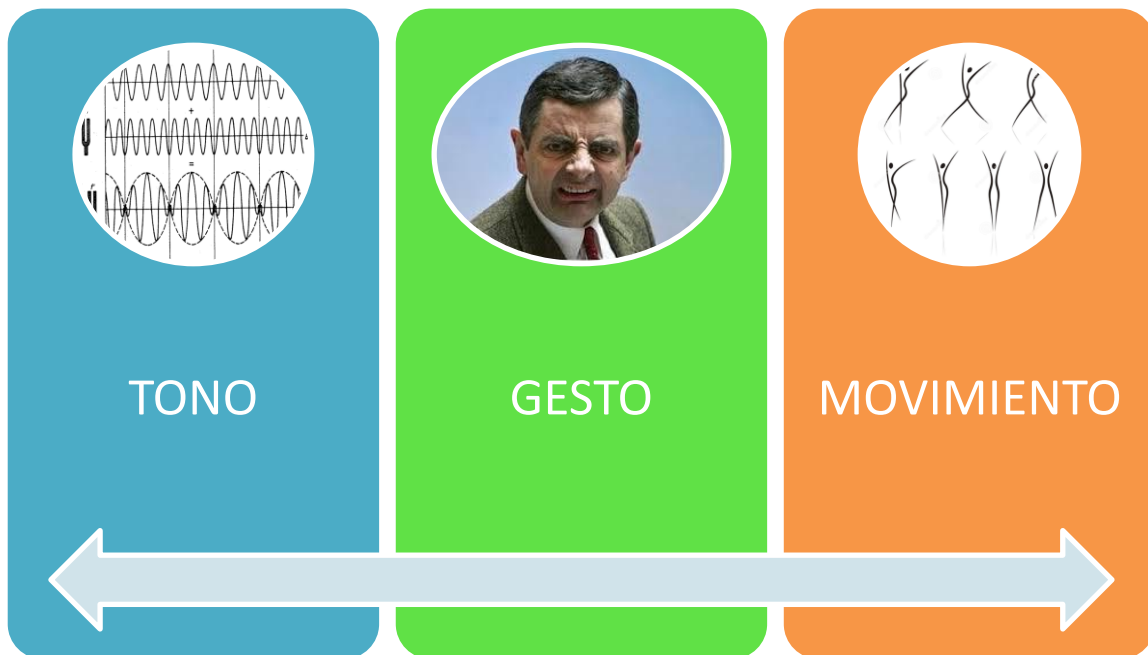 +
=
TONO
GESTO
MOVIMIENTO